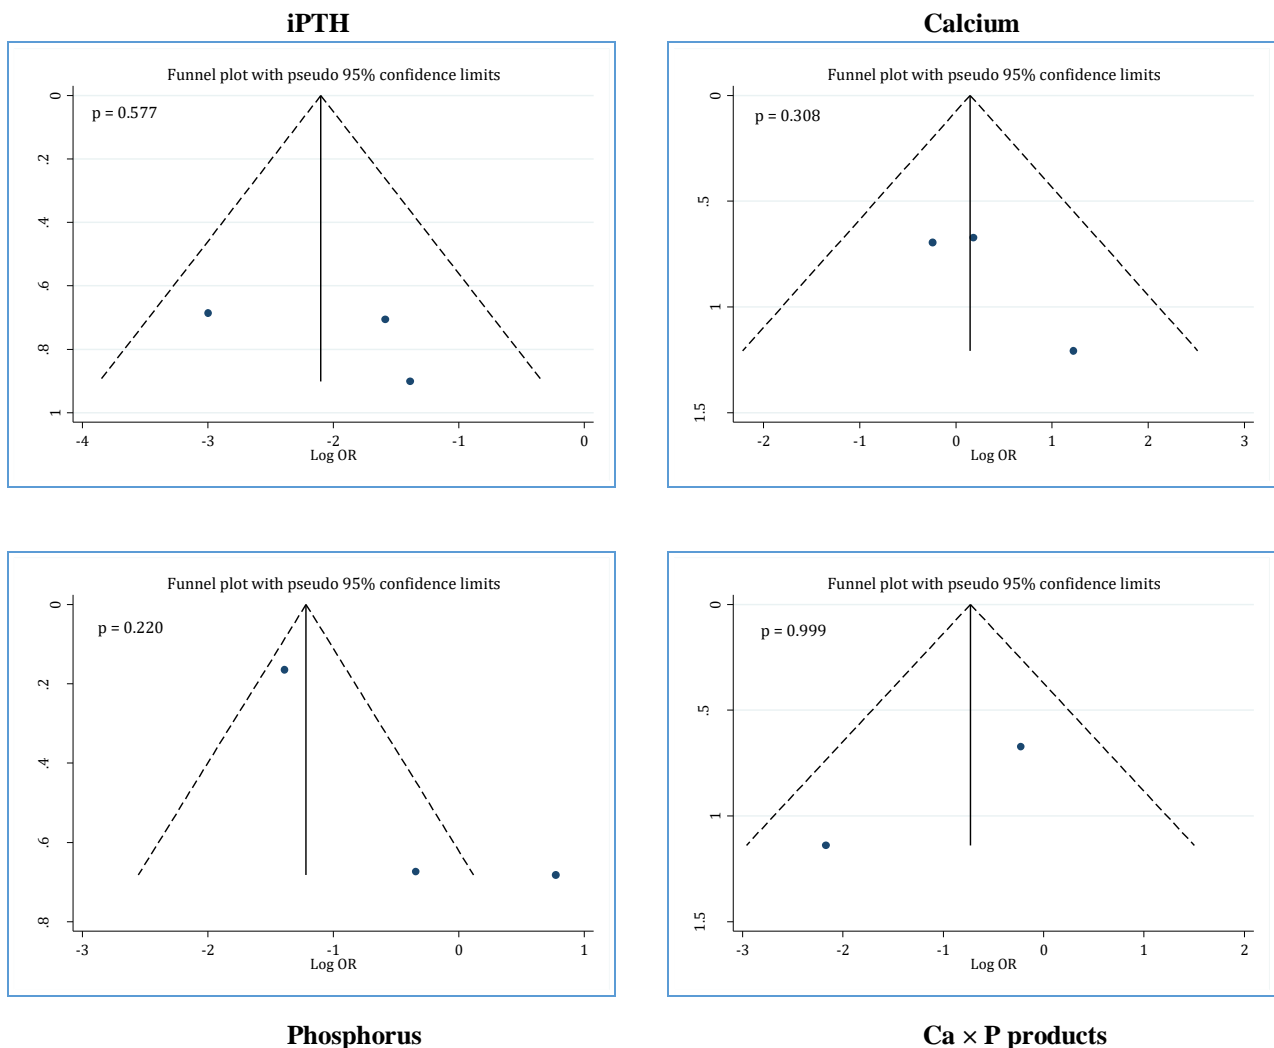 iPTH
Calcium
Funnel plot with pseudo 95% confidence limits
p = 0.577
0
.2
.4
.6
.8
1
-4 -3 -2 -1 0
Log OR
Funnel plot with pseudo 95% confidence limits
p = 0.308
0
.5
1
1.5
-2 -1 0 1 2 3
Log OR
Funnel plot with pseudo 95% confidence limits
p = 0.220
0
.2
.4
.6
.8
-3 -2 -1 0 1
Log OR
Funnel plot with pseudo 95% confidence limits
p = 0.999
0
.5
1
1.5
-3 -2 -1 0 1 2
Log OR
Phosphorus
Ca × P products